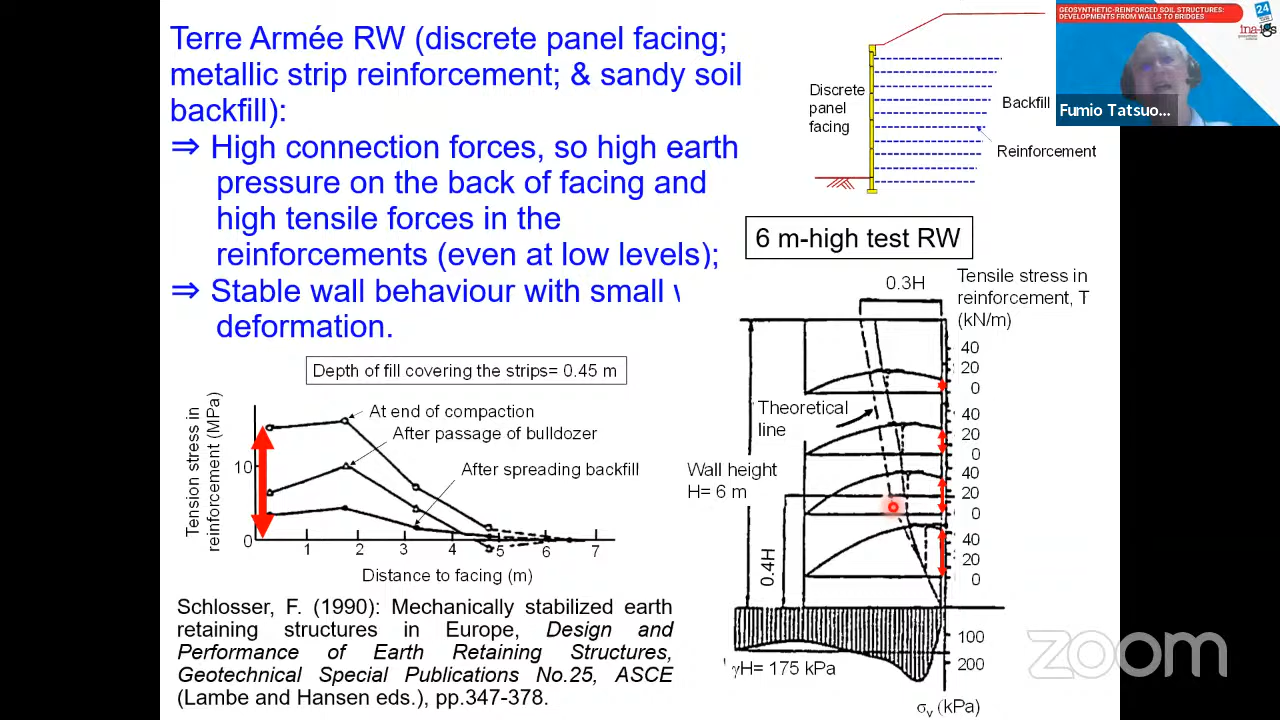 Terre Armée RW (discrete panel facing;
metallic strip reinforcement; & sandy soil
backfill):
⇒ High connection forces, so high earth
pressure on the back of facing and
high tensile forces in the
reinforcements (even at low levels);
⇒ Stable wall behaviour with small
deformation.
Depth of fill covering the strips= 0.45 m
Tension stress in
reinforcement (MPa)
10
0
At end of compaction
After passage of bulldozer
After spreading backfill
1 2 3 4 5 6 7
Distance to facing (m)
Schlosser, F. (1990): Mechanically stabilized earth
retaining structures in Europe, Design and
Performance of Earth Retaining Structures,
Geotechnical Special Publications No.25, ASCE
(Lambe and Hansen eds.), pp.347-378.
Discrete
panel
facing
Backfill
Reinforcement
6 m-high test RW
0.3H
Tensile stress in
reinforcement, T
(kN/m)
40
20
0
40
20
0
40
20
0
40
20
0
Theoretical
line
Wall height
H= 6 m
0.4H
100
200
γH= 175 kPa
σv (kPa)
GEOSYNTHETIC-REINFORCED SOIL STRUCTURES:
DEVELOPMENTS FROM WALLS TO BRIDGES
24
ina-igs
Fumio Tatsuo...
zoom